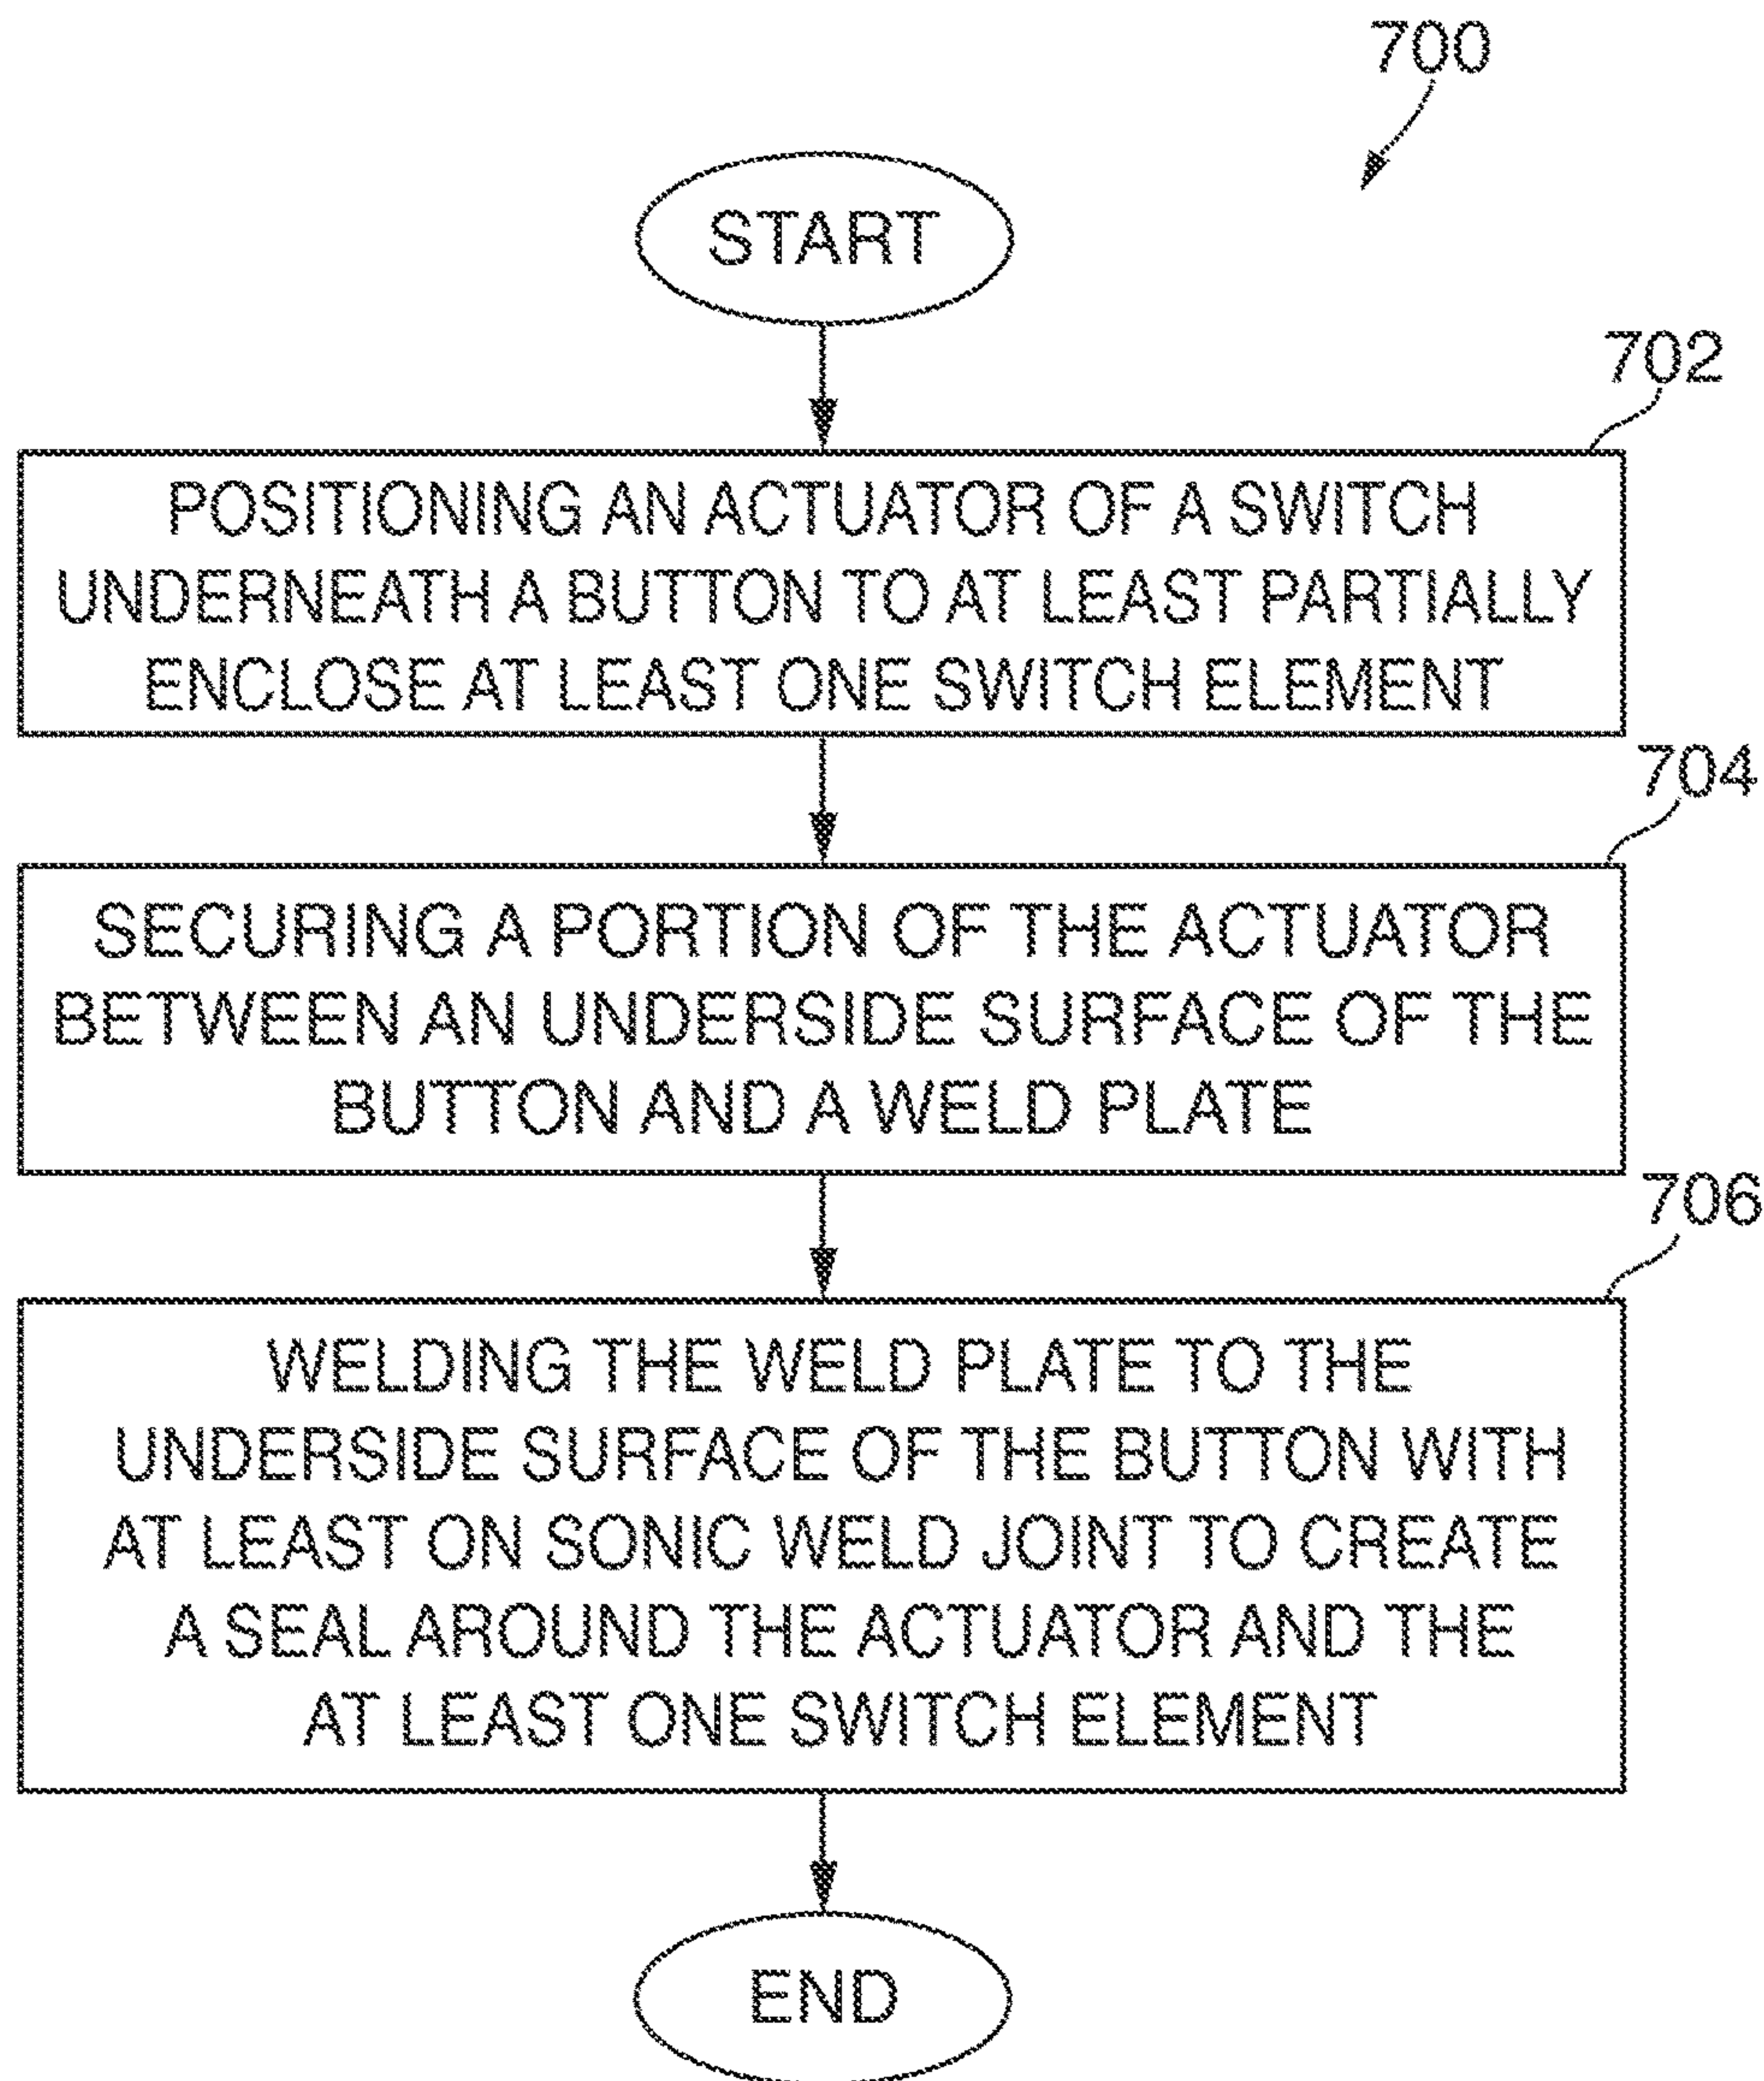 700
START
702
POSITIONING AN ACTUATOR OF A SWITCH
UNDERNEATH A BUTTON TO AT LEAST PARTIALLY
ENCLOSE AT LEAST ONE SWITCH ELEMENT
704
SECURING A PORTION OF THE ACTUATOR
BETWEEN AN UNDERSIDE SURFACE OF THE
BUTTON AND A WELD PLATE
706
WELDING THE WELD PLATE TO THE
UNDERSIDE SURFACE OF THE BUTTON WITH
AT LEAST ON SONIC WELD JOINT TO CREATE
A SEAL AROUND THE ACTUATOR AND THE
AT LEAST ONE SWITCH ELEMENT
END